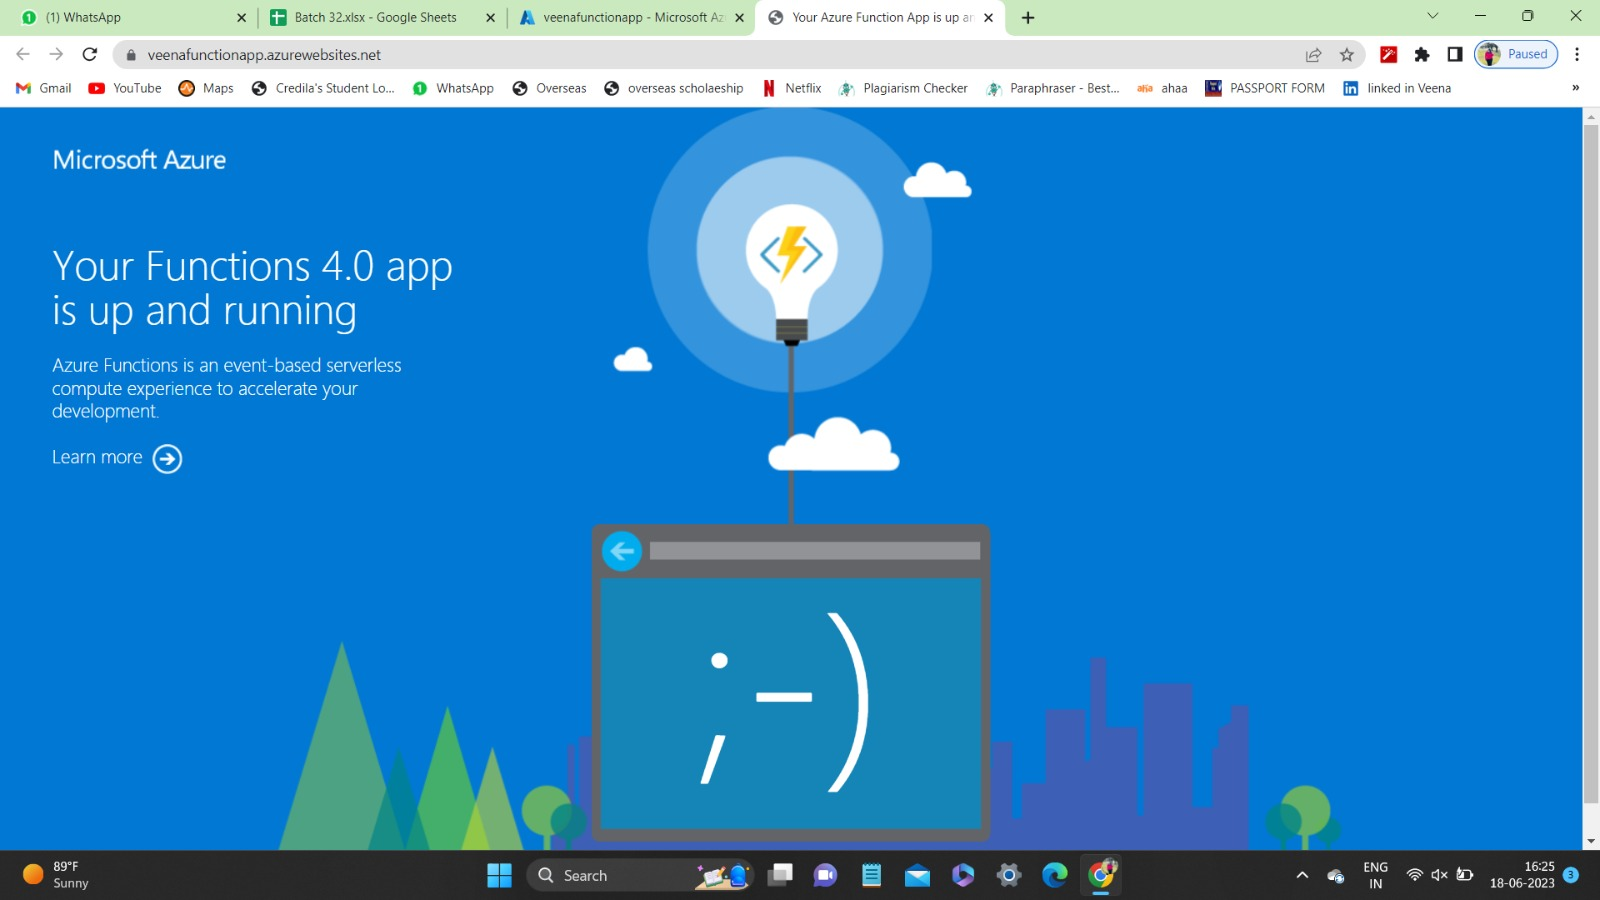 (1) WhatsApp
Batch 32.xlsx - Google Sheets
veenafunctionapp - Microsoft Az
Your Azure Function App is up an
veenafunctionapp.azurewebsites.net
Paused
Gmail
YouTube
Maps
Credila's Student Lo...
WhatsApp
Overseas
overseas scholaeship
Netflix
Plagiarism Checker
Paraphraser - Best...
aha
ahaa
PASSPORT FORM
linked in Veena
»
Microsoft Azure
Your Functions 4.0 app
is up and running
Azure Functions is an event-based serverless
compute experience to accelerate your
development.
Learn more
;-)
89°F
Sunny
Search
ENG
IN
16:25
18-06-2023
3